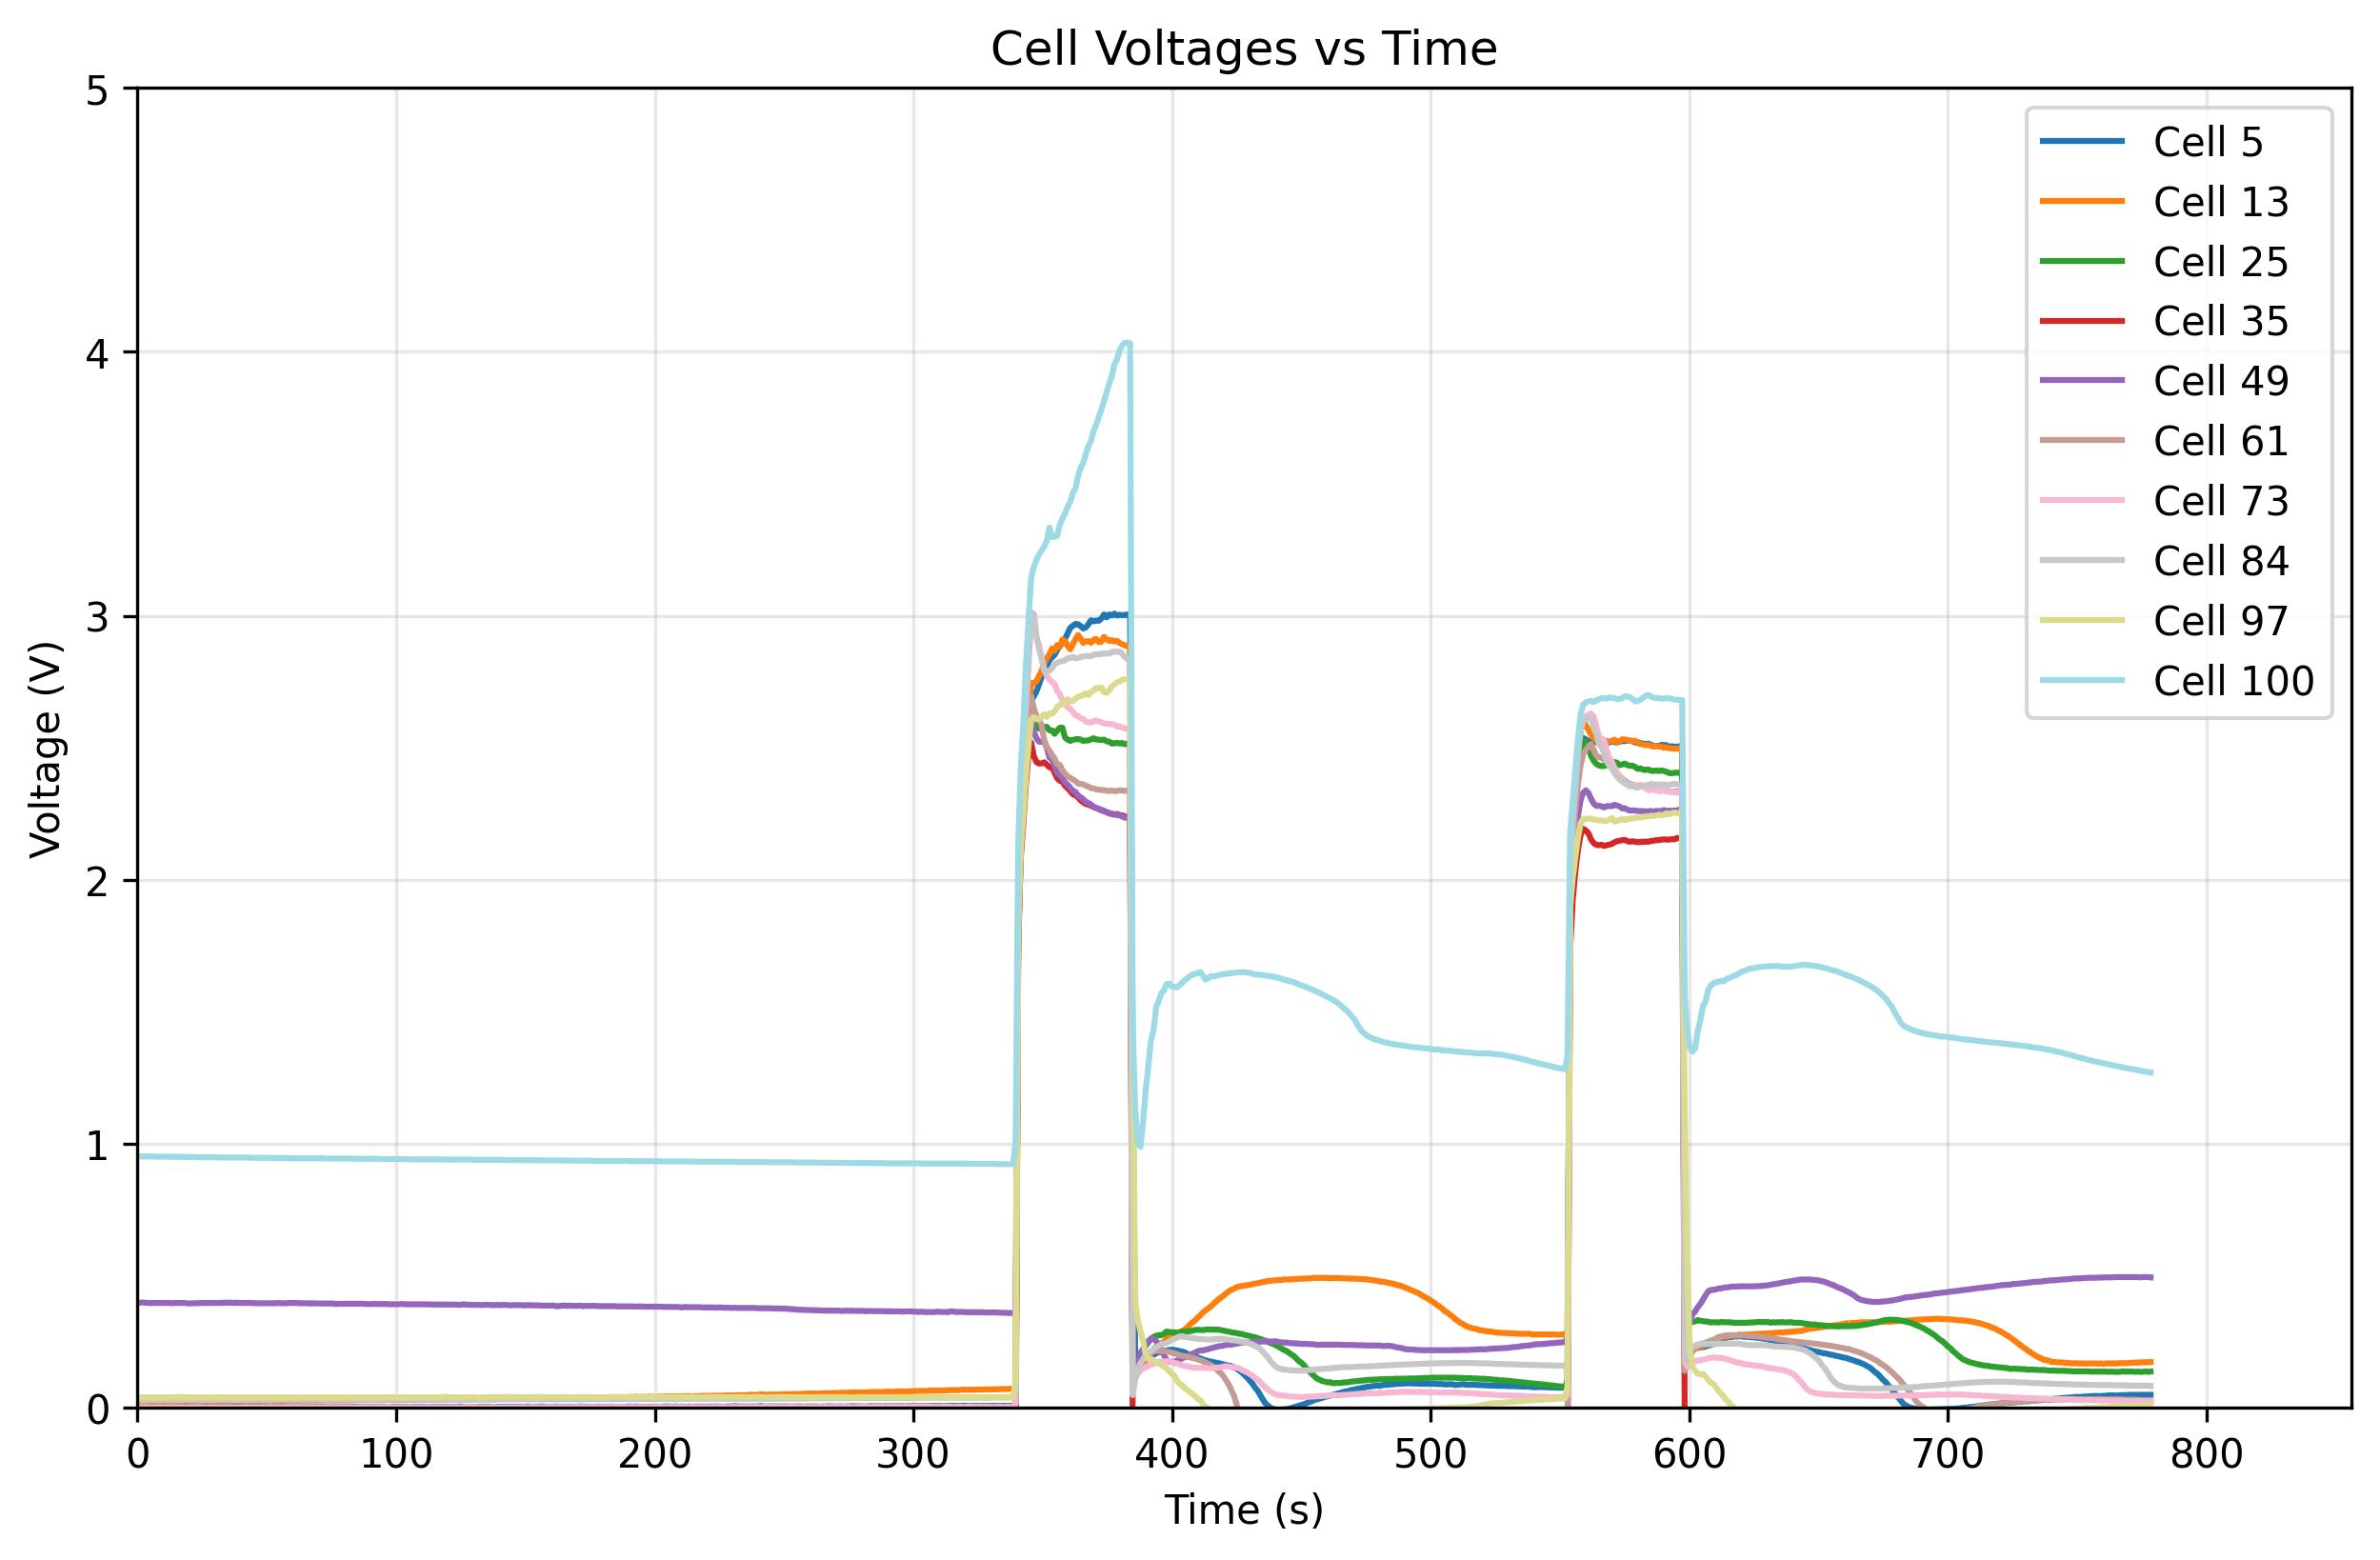 Cell Voltages vs Time
5
4
3
2
1
0
Voltage (V)
0 100 200 300 400 500 600 700 800
Time (s)
Cell 5
Cell 13
Cell 25
Cell 35
Cell 49
Cell 61
Cell 73
Cell 84
Cell 97
Cell 100